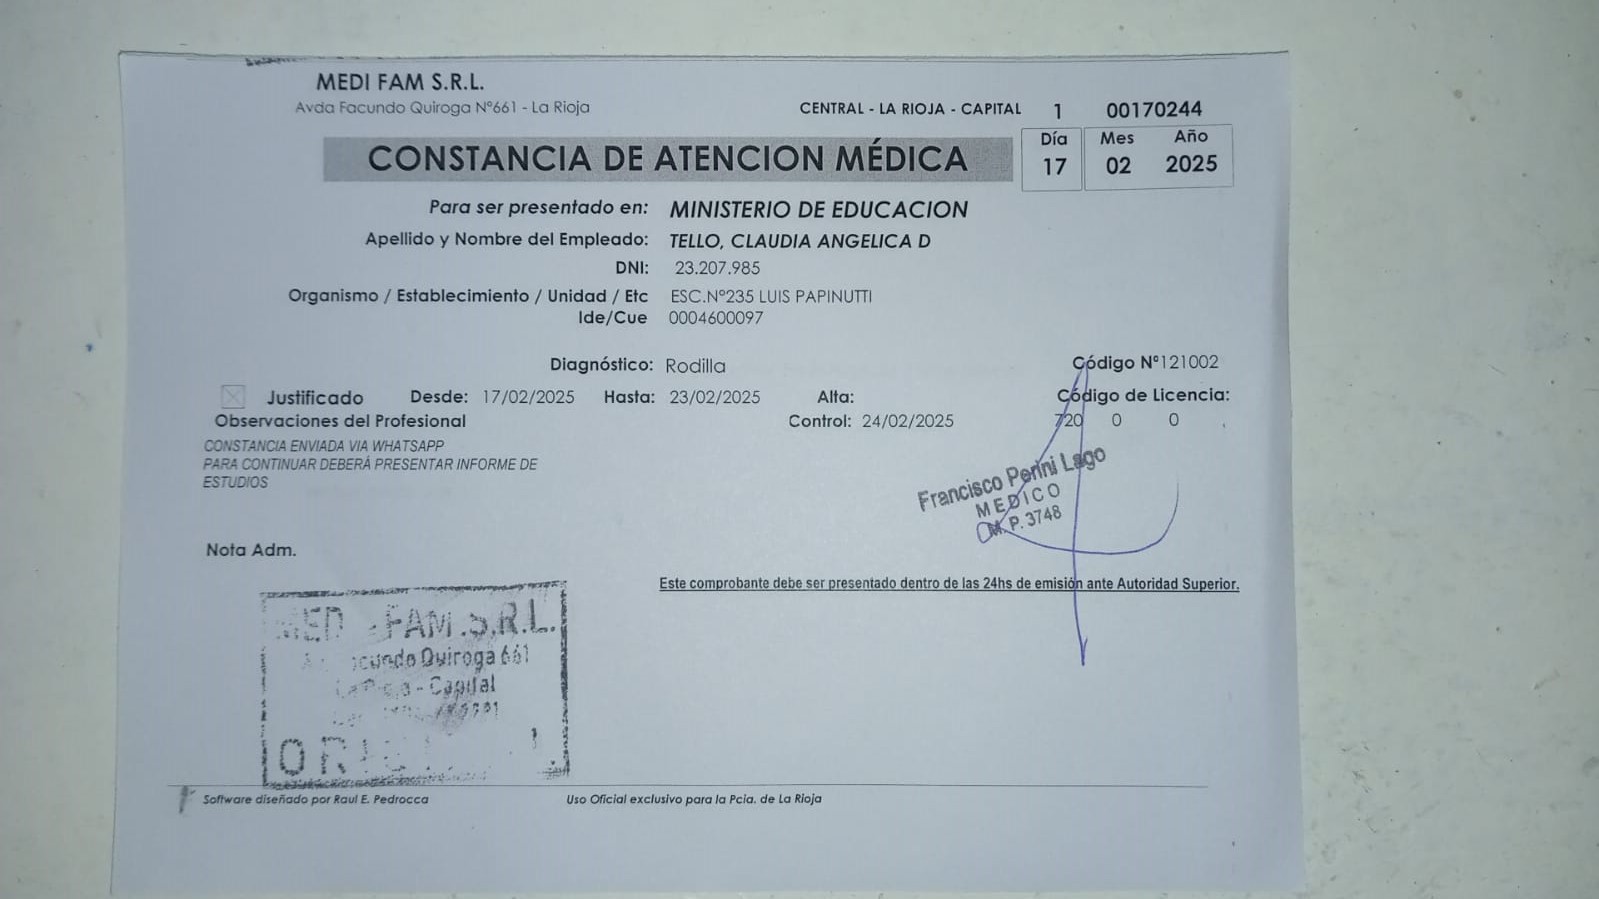 MEDI FAM S.R.L.
Avda Facundo Quiroga Nº661 - La Rioja
CENTRAL - LA RIOJA - CAPITAL 1 00170244
CONSTANCIA DE ATENCION MÉDICA
Día Mes Año
17 02 2025
Para ser presentado en: MINISTERIO DE EDUCACION
Apellido y Nombre del Empleado: TELLO, CLAUDIA ANGELICA D
DNI: 23.207.985
Organismo / Establecimiento / Unidad / Etc ESC.Nº235 LUIS PAPINUTTI
Ide/Cue 0004600097
Diagnóstico: Rodilla Código Nº121002
Justificado Desde: 17/02/2025 Hasta: 23/02/2025 Alta: Código de Licencia:
Observaciones del Profesional Control: 24/02/2025 720 0 0
CONSTANCIA ENVIADA VIA WHATSAPP
PARA CONTINUAR DEBERÁ PRESENTAR INFORME DE
ESTUDIOS
Francisco Perini Lago
MEDICO
M.P. 3748
Nota Adm.
Este comprobante debe ser presentado dentro de las 24hs de emisión ante Autoridad Superior.
FAM.S.R.L.
Quiroga 661
- Capital
Software diseñado por Raul E. Pedrocca Uso Oficial exclusivo para la Pcia. de La Rioja